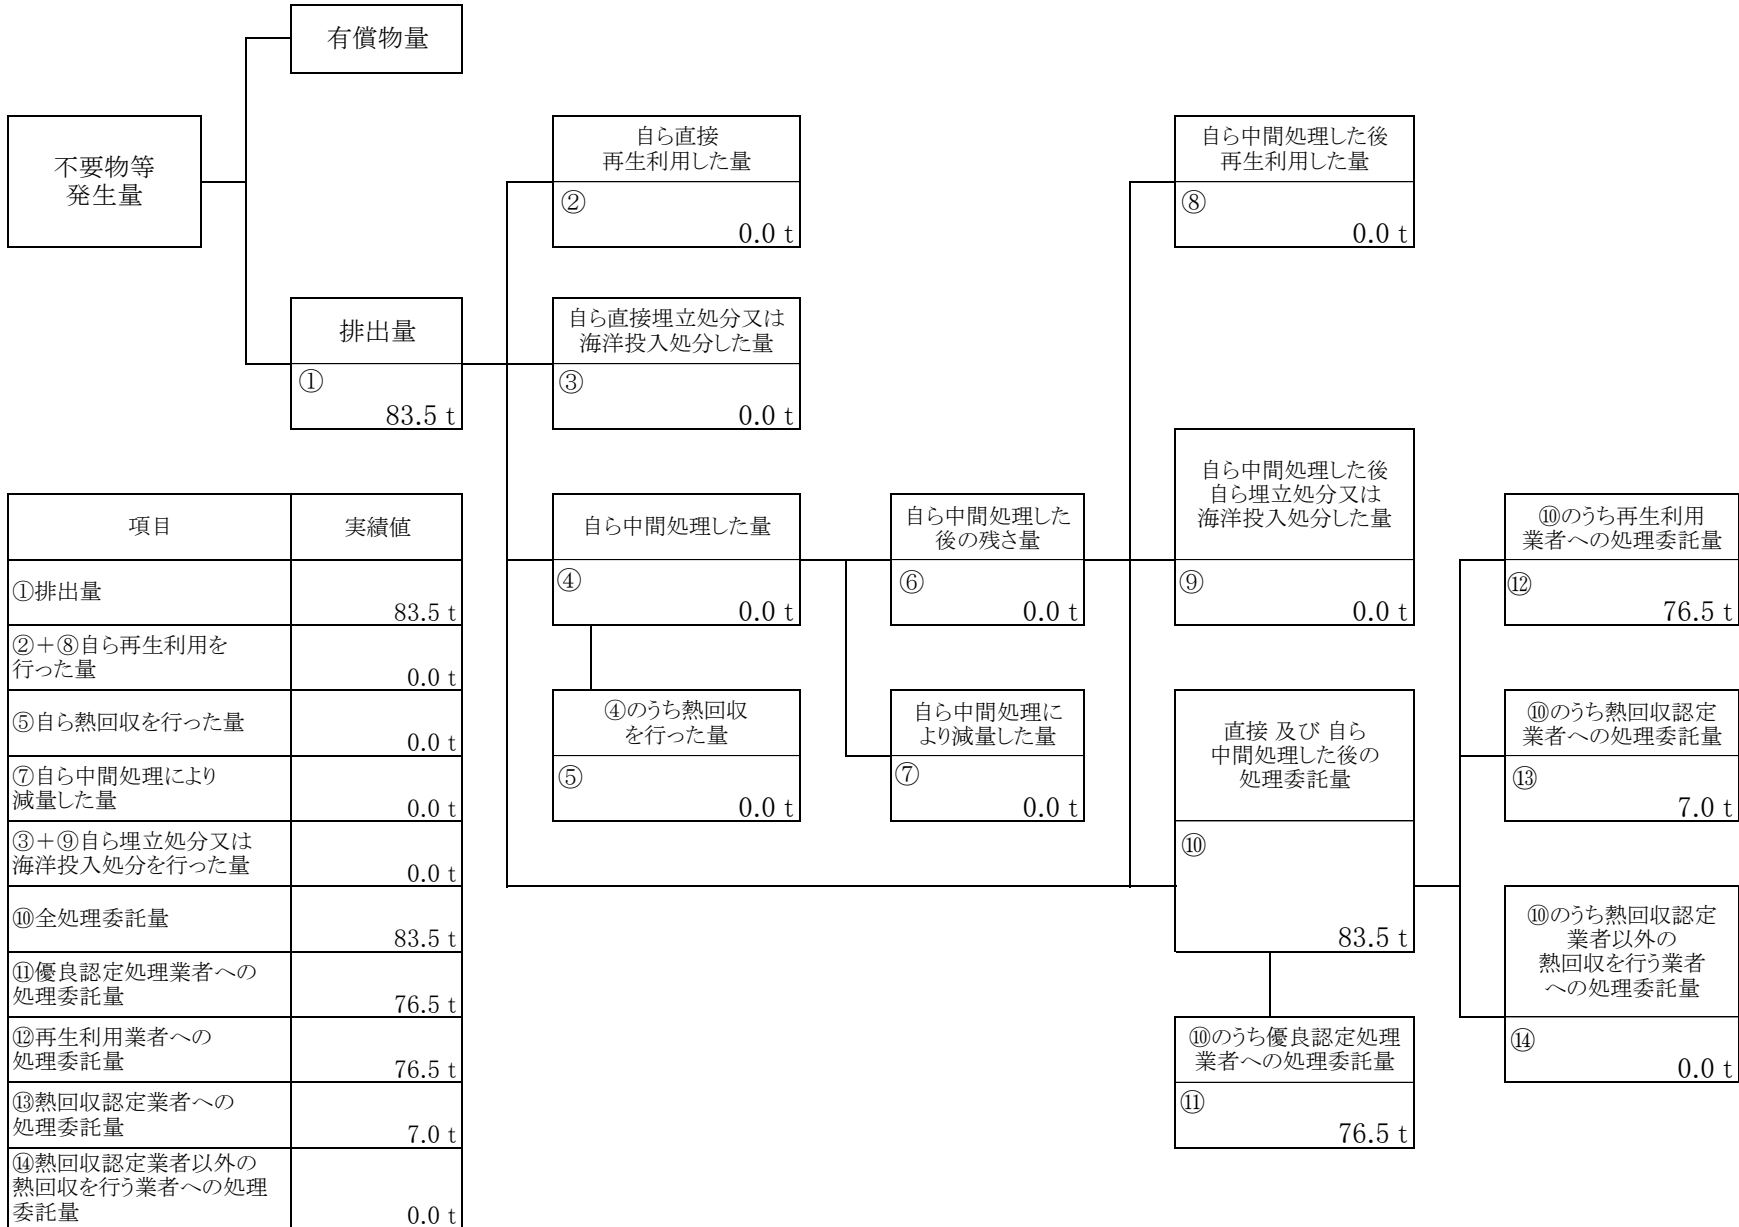 有償物量
不要物等
発生量
自ら直接
再生利用した量
②
0.0 t
自ら中間処理した後
再生利用した量
⑧
0.0 t
排出量
①
83.5 t
自ら直接埋立処分又は
海洋投入処分した量
③
0.0 t
自ら中間処理した量
④
0.0 t
自ら中間処理した
後の残さ量
⑥
0.0 t
自ら中間処理した後
自ら埋立処分又は
海洋投入処分した量
⑨
0.0 t
⑩のうち再生利用
業者への処理委託量
⑫
76.5 t
④のうち熱回収
を行った量
⑤
0.0 t
自ら中間処理に
より減量した量
⑦
0.0 t
直接 及び 自ら
中間処理した後の
処理委託量
⑩
83.5 t
⑩のうち熱回収認定
業者への処理委託量
⑬
7.0 t
⑩のうち熱回収認定
業者以外の
熱回収を行う業者
への処理委託量
⑭
0.0 t
⑩のうち優良認定処理
業者への処理委託量
⑪
76.5 t
項目 実績値
①排出量
83.5 t
②+⑧自ら再生利用を
行った量
0.0 t
⑤自ら熱回収を行った量
0.0 t
⑦自ら中間処理により
減量した量
0.0 t
③+⑨自ら埋立処分又は
海洋投入処分を行った量
0.0 t
⑩全処理委託量
83.5 t
⑪優良認定処理業者への
処理委託量
76.5 t
⑫再生利用業者への
処理委託量
76.5 t
⑬熱回収認定業者への
処理委託量
7.0 t
⑭熱回収認定業者以外の
熱回収を行う業者への処理
委託量
0.0 t